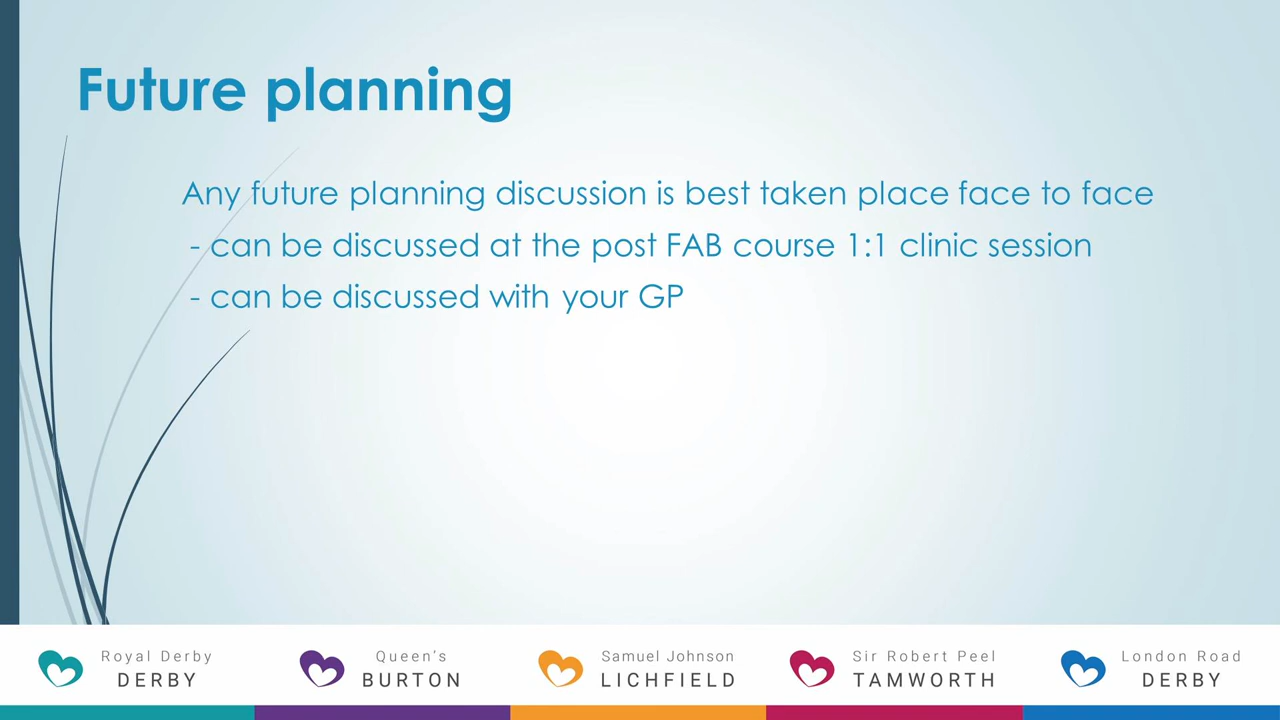 Future planning
Any future planning discussion is best taken place face to face
- can be discussed at the post FAB course 1:1 clinic session
- can be discussed with your GP
Royal Derby
DERBY
Queen's
BURTON
Samuel Johnson
LICHFIELD
Sir Robert Peel
TAMWORTH
London Road
DERBY